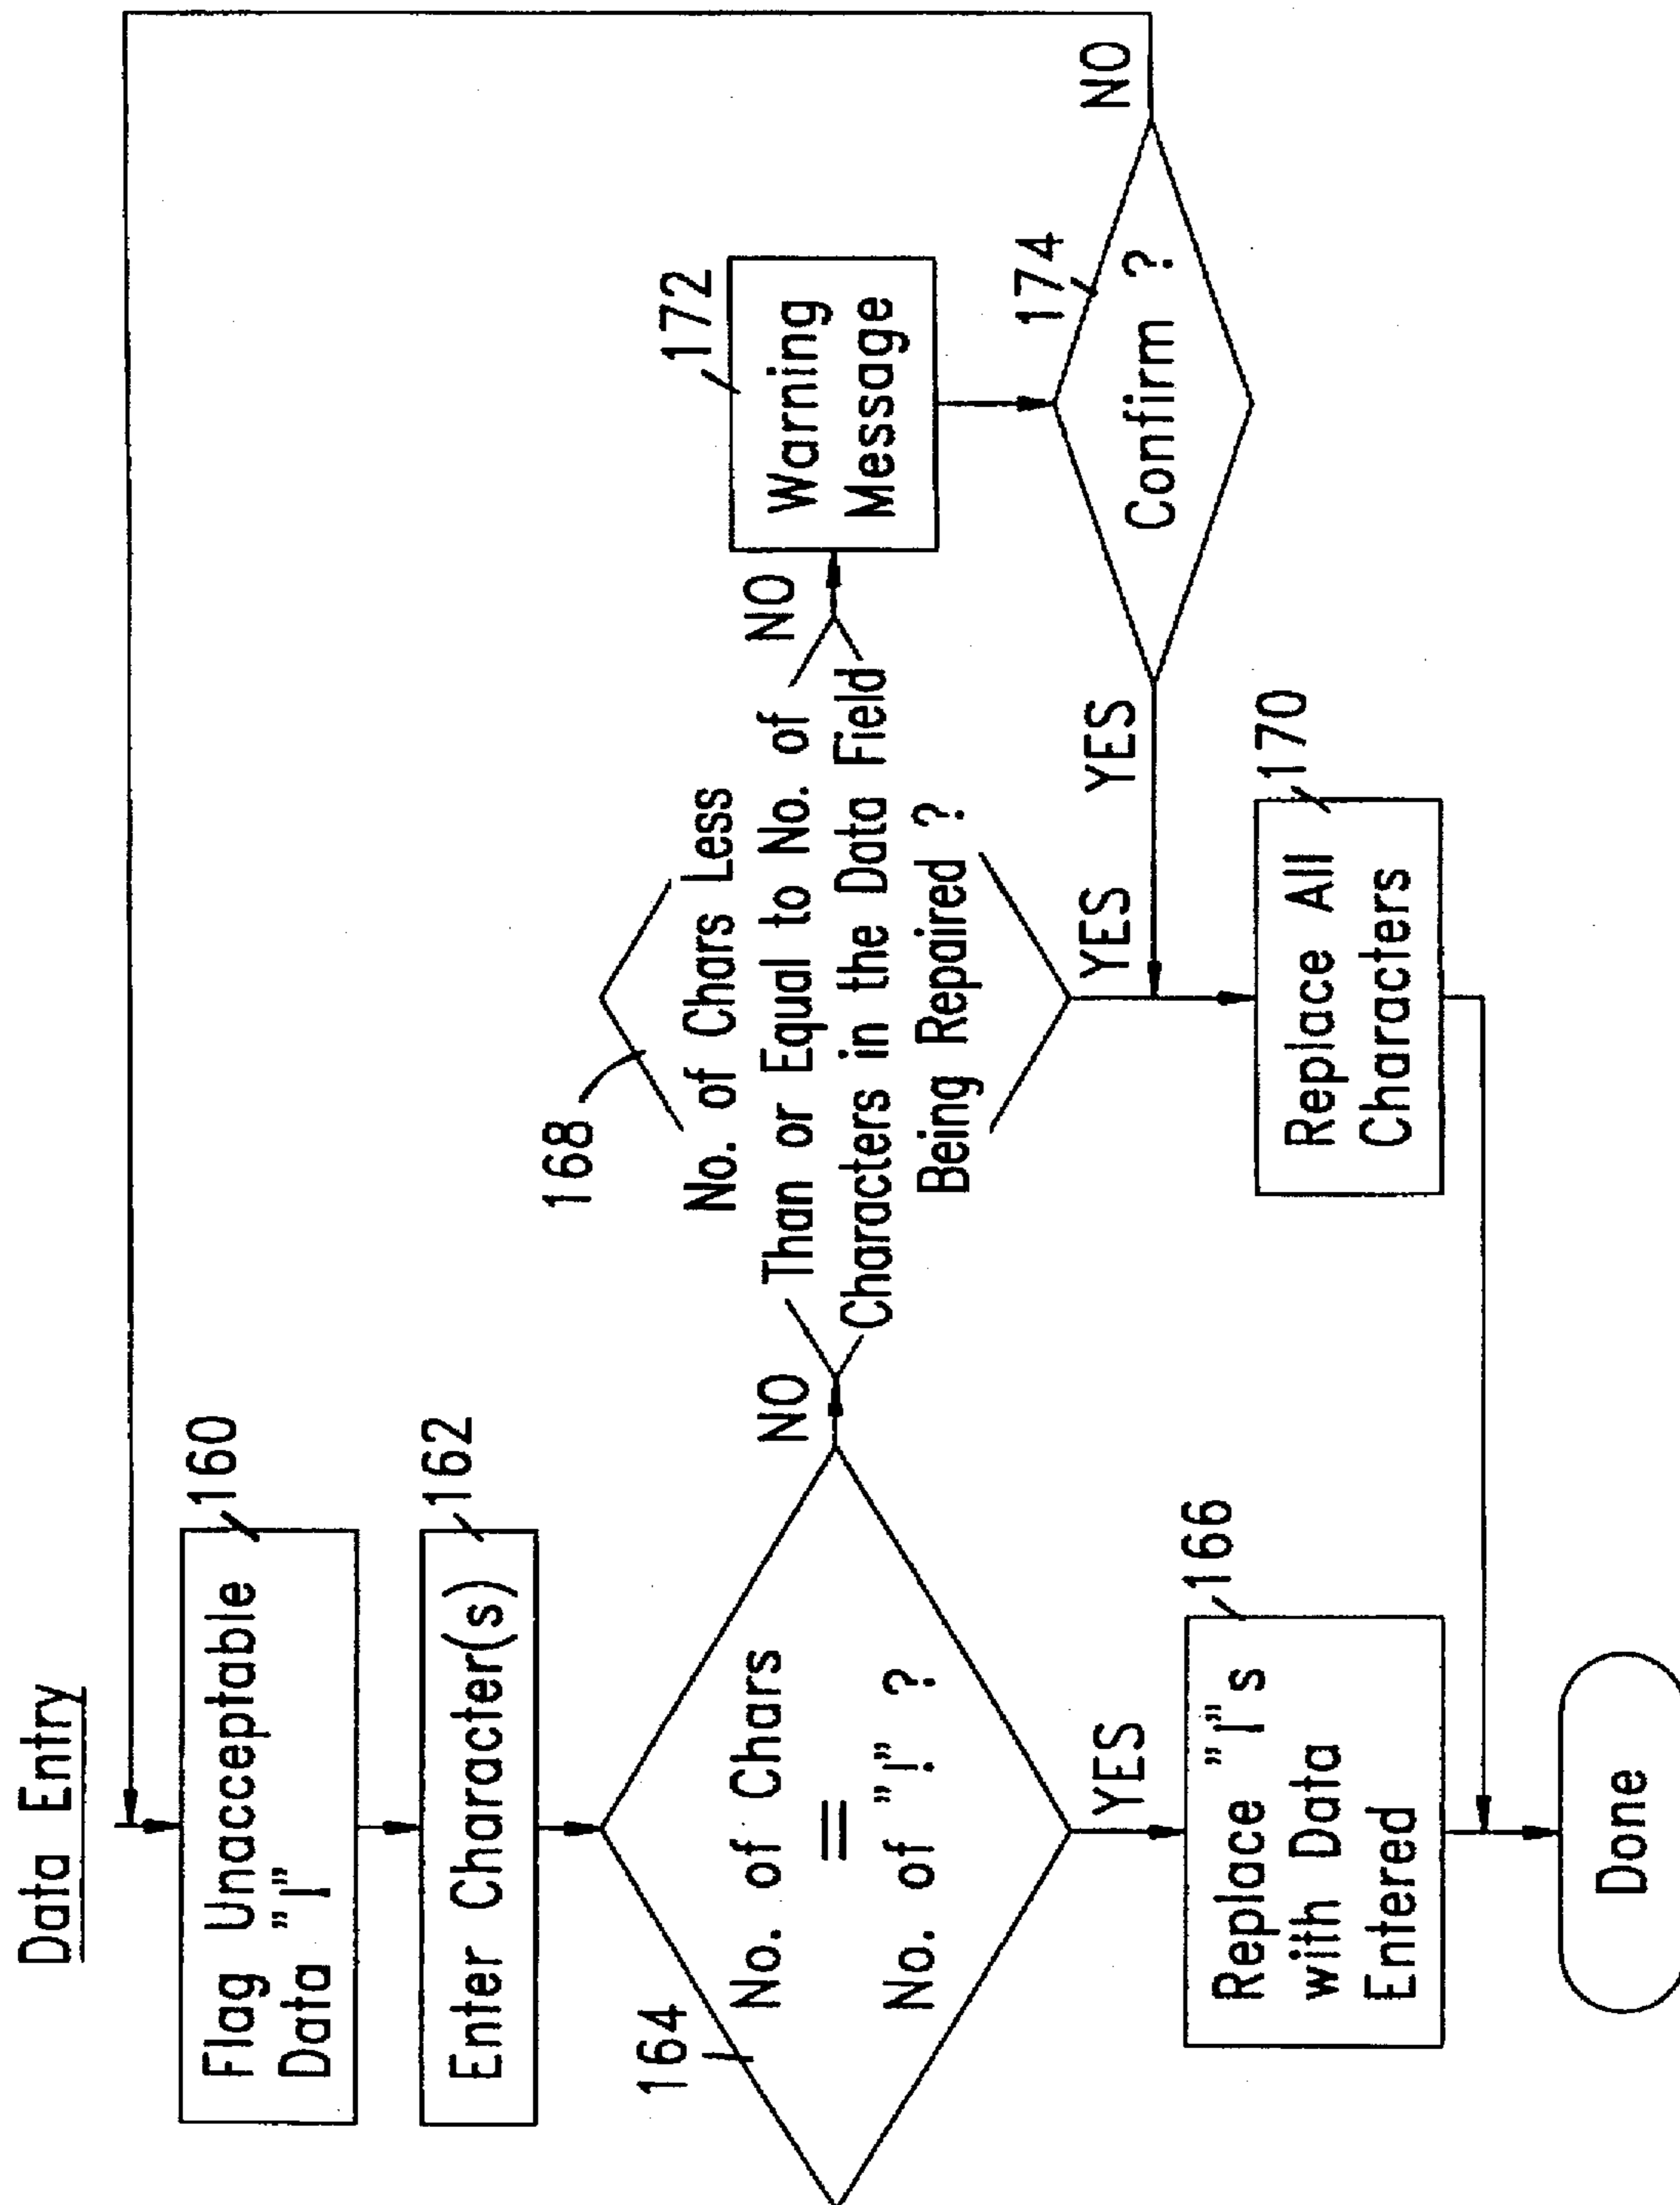 Data Entry
160
Flag Unacceptable
Data "|"
162
Enter Character(s)
164
No. of Chars
=
No. of "|" ?
NO
YES
166
Replace "|"s
with Data
Entered
168
No. of Chars Less
Than or Equal to No. of
Characters in the Data Field
Being Repaired ?
NO
YES
172
Warning
Message
174
Confirm ?
NO
YES
170
Replace All
Characters
Done